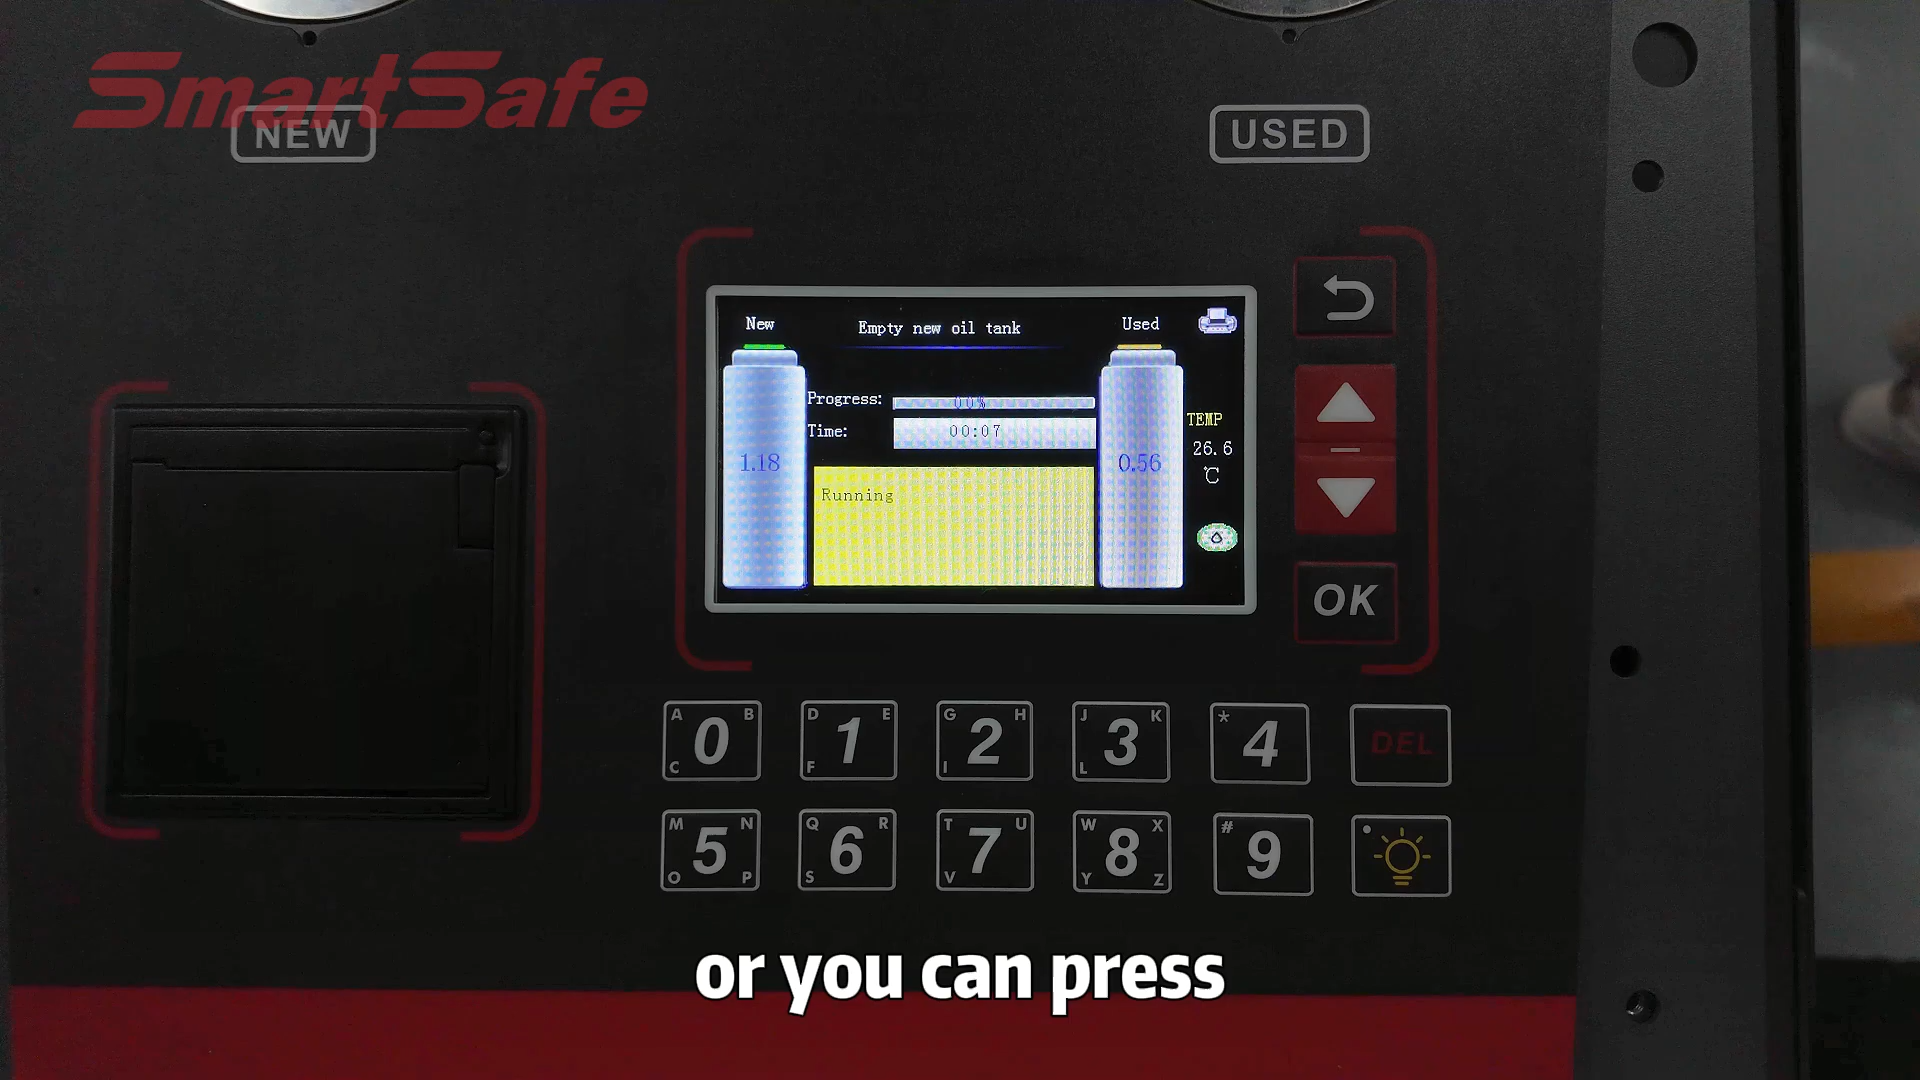 SmartSafe
NEW
USED
New
Empty new oil tank
Used
Progress:
00%
Time:
00:07
TEMP
26.6
℃
1.18
0.56
Running
OK
A B 0 C
D E 1 F
G H 2 I
J K 3 L
* 4
DEL
M N 5 O P
Q R 6 S
T U 7 V
W X 8 Y Z
# 9
or you can press